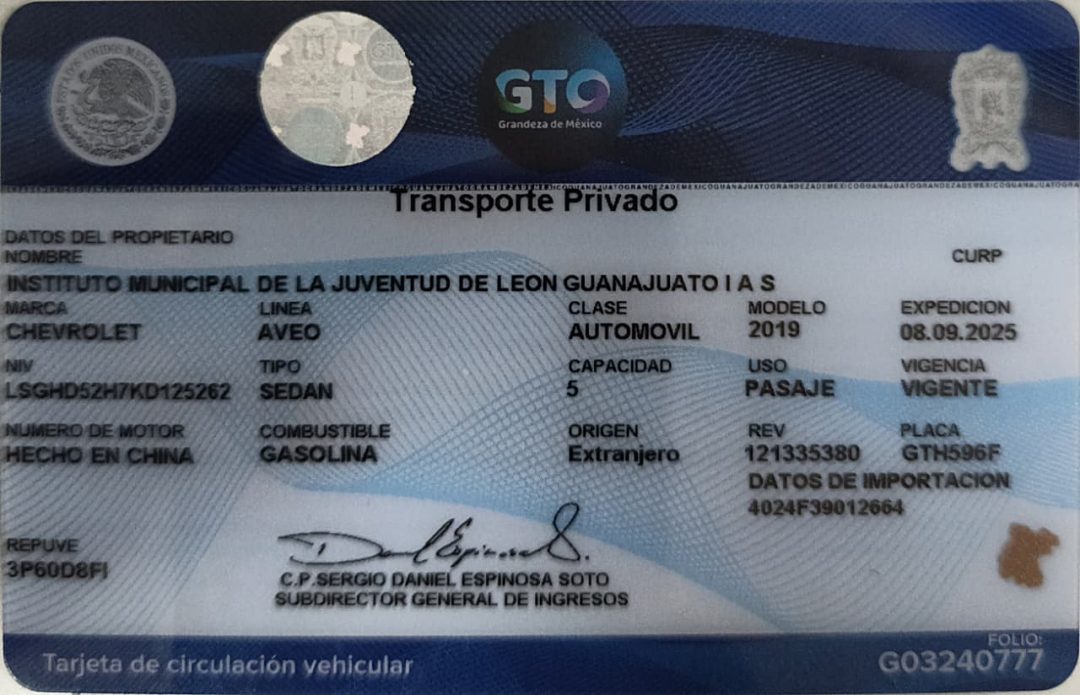 ESTADOS UNIDOS MEXICANOS
GTO
Grandeza de México
Transporte Privado
DATOS DEL PROPIETARIO
NOMBRE CURP
INSTITUTO MUNICIPAL DE LA JUVENTUD DE LEON GUANAJUATO I A S
MARCA LINEA CLASE MODELO EXPEDICION
CHEVROLET AVEO AUTOMOVIL 2019 08.09.2025
NIV TIPO CAPACIDAD USO VIGENCIA
LSGHD52H7KD125262 SEDAN 5 PASAJE VIGENTE
NUMERO DE MOTOR COMBUSTIBLE ORIGEN REV PLACA
HECHO EN CHINA GASOLINA Extranjero 121335380 GTH596F
DATOS DE IMPORTACION
4024F39012664
REPUVE
3P60D8FI
C.P.SERGIO DANIEL ESPINOSA SOTO
SUBDIRECTOR GENERAL DE INGRESOS
FOLIO:
Tarjeta de circulación vehicular G03240777